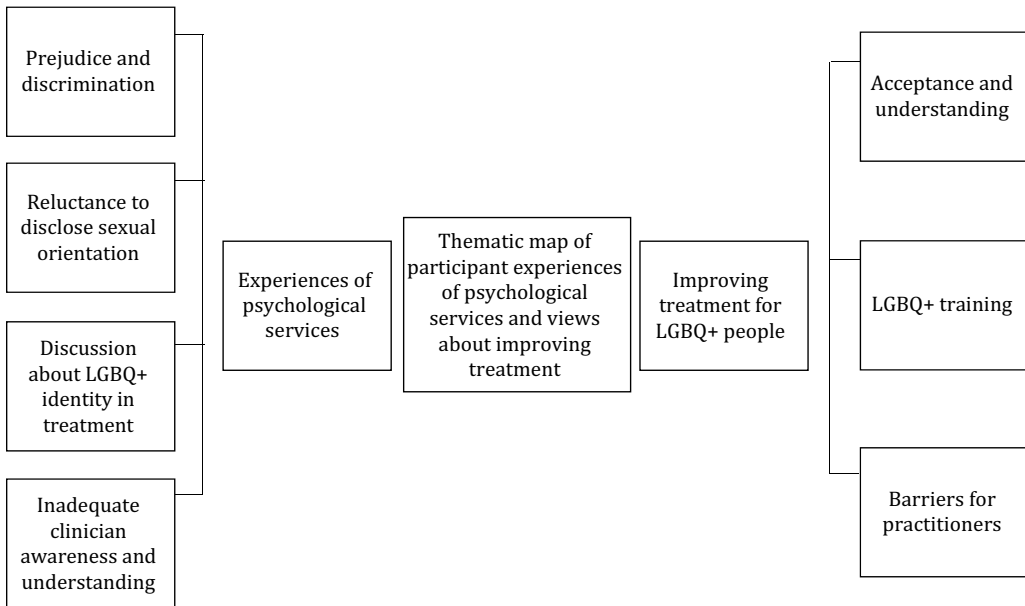 Prejudice and
discrimination
Reluctance to
disclose sexual
orientation
Discussion
about LGBQ+
identity in
treatment
Inadequate
clinician
awareness and
understanding
Experiences of
psychological
services
Thematic map of
participant experiences
of psychological
services and views
about improving
treatment
Improving
treatment for
LGBQ+ people
Acceptance and
understanding
LGBQ+ training
Barriers for
practitioners